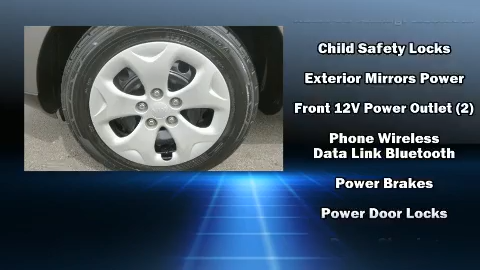 Child Safety Locks
Exterior Mirrors Power
Front 12V Power Outlet (2)
Phone Wireless
Data Link Bluetooth
Power Brakes
Power Door Locks